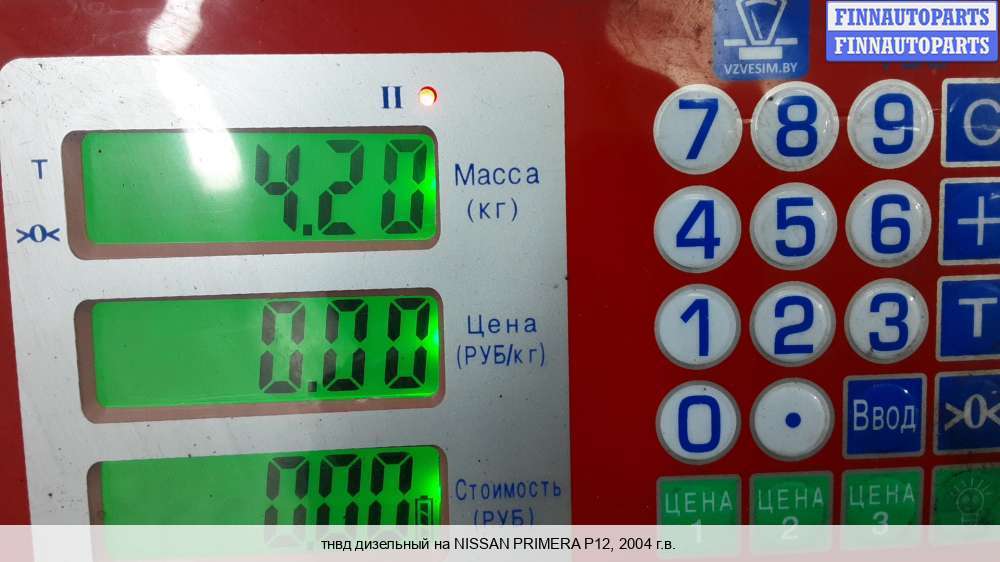 FINNAUTOPARTS
FINNAUTOPARTS
VZVESIM.BY
II
T
4.20
Масса
(кг)
>0<
0.00
Цена
(РУБ/кг)
0.00
Стоимость
(РУБ)
7 8 9 C
4 5 6 +
1 2 3 T
0 . Ввод >0<
ЦЕНА 1
ЦЕНА 2
ЦЕНА 3
тнвд дизельный на NISSAN PRIMERA P12, 2004 г.в.